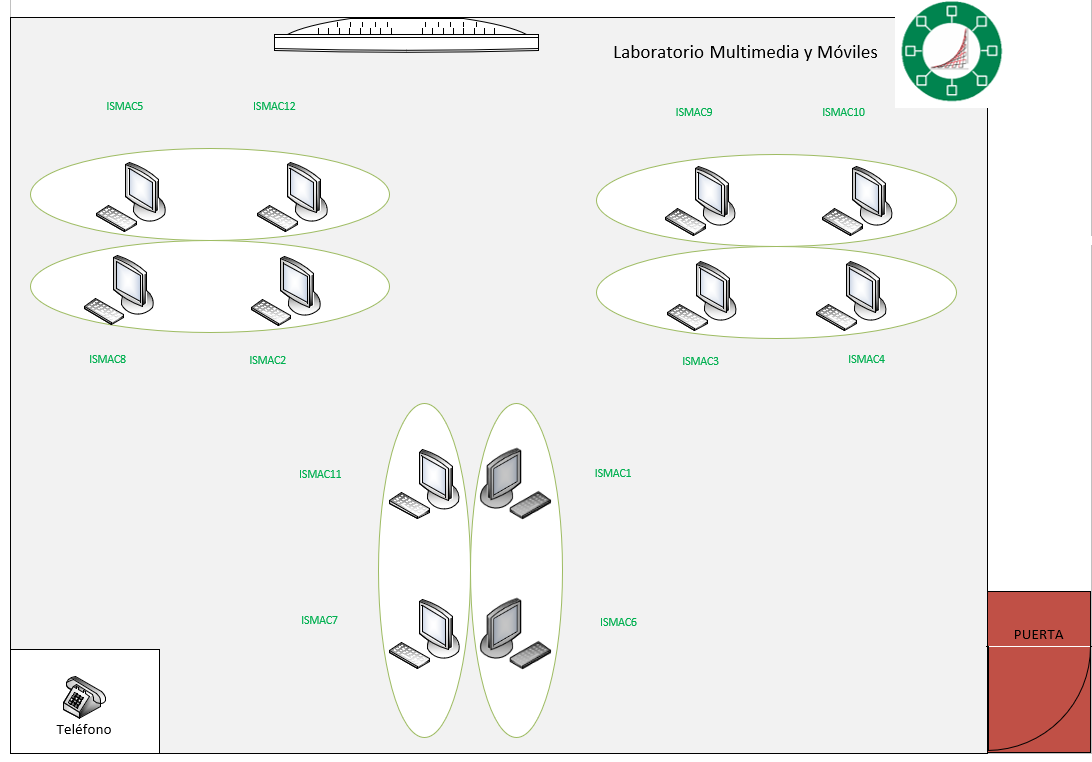 Laboratorio Multimedia y Móviles
ISMAC5
ISMAC12
ISMAC9
ISMAC10
ISMAC8
ISMAC2
ISMAC3
ISMAC4
ISMAC11
ISMAC1
ISMAC7
ISMAC6
PUERTA
Teléfono